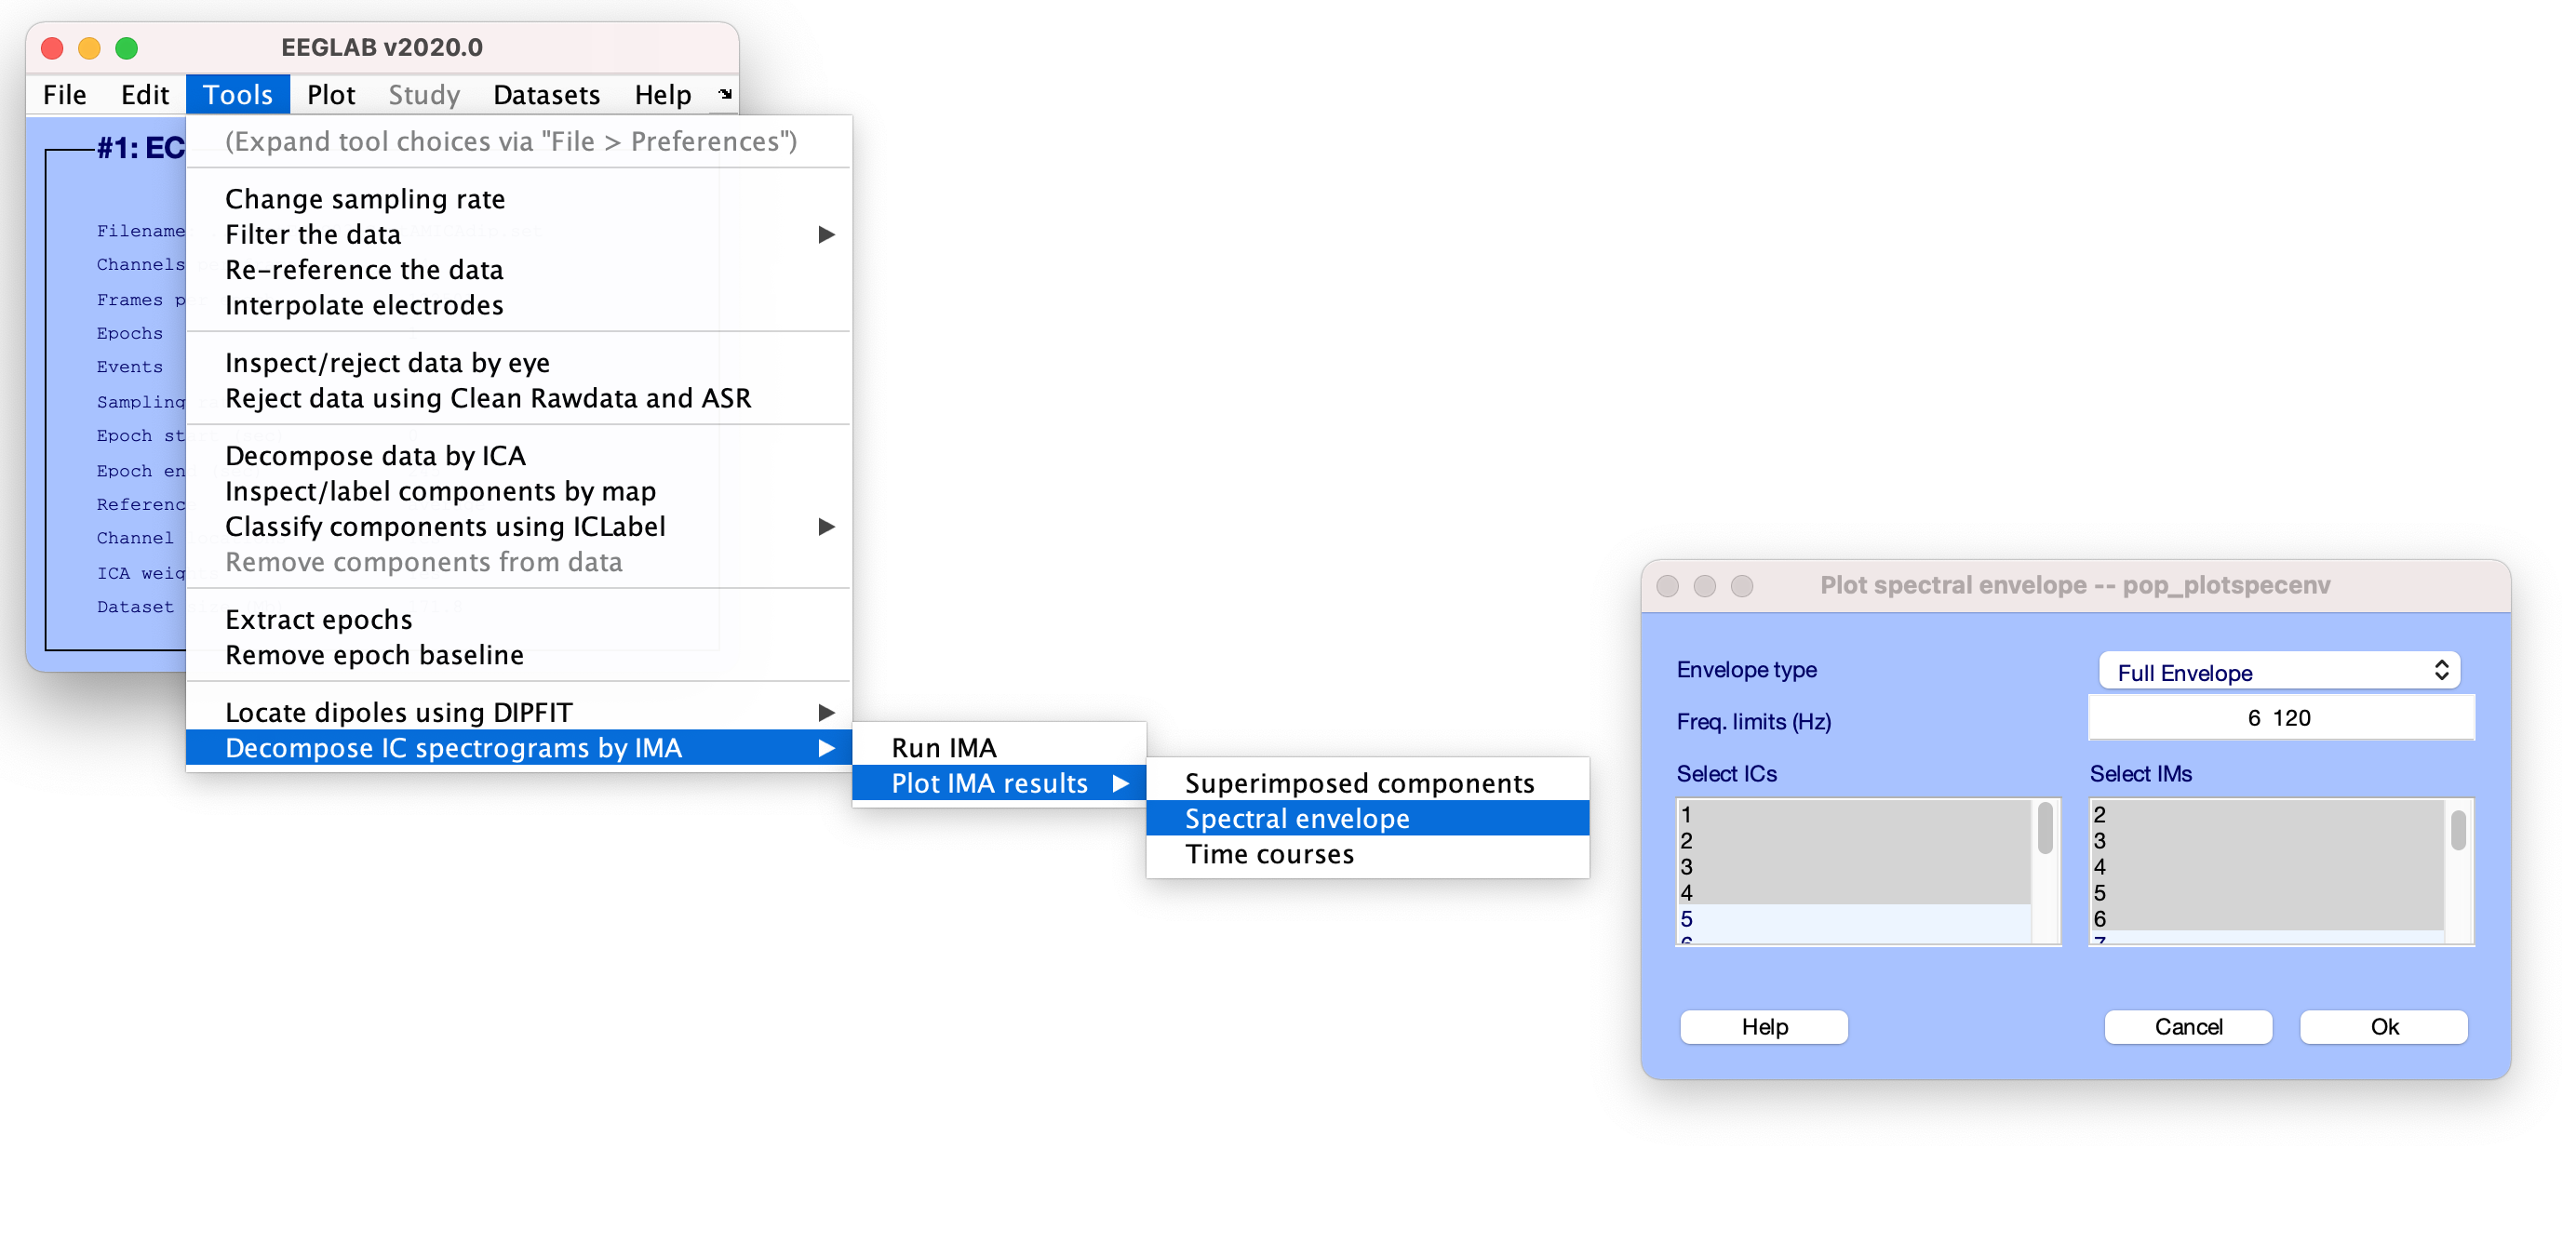 EEGLAB v2020.0
File Edit Tools Plot Study Datasets Help
#1: EC
(Expand tool choices via "File > Preferences")
Change sampling rate
Filename
Filter the data
Channels
Re-reference the data
Frames
Interpolate electrodes
Epochs
Events
Inspect/reject data by eye
Sampling
Reject data using Clean Rawdata and ASR
Epoch
Decompose data by ICA
Epoch
Inspect/label components by map
Reference
Classify components using ICLabel
Channel
Remove components from data
ICA
Dataset
Extract epochs
Remove epoch baseline
Locate dipoles using DIPFIT
Decompose IC spectrograms by IMA
Run IMA
Plot IMA results
Superimposed components
Spectral envelope
Time courses
Plot spectral envelope -- pop_plotspecenv
Envelope type
Full Envelope
Freq. limits (Hz)
6 120
Select ICs
Select IMs
1
2
3
4
5
6
2
3
4
5
6
7
Help
Cancel
Ok